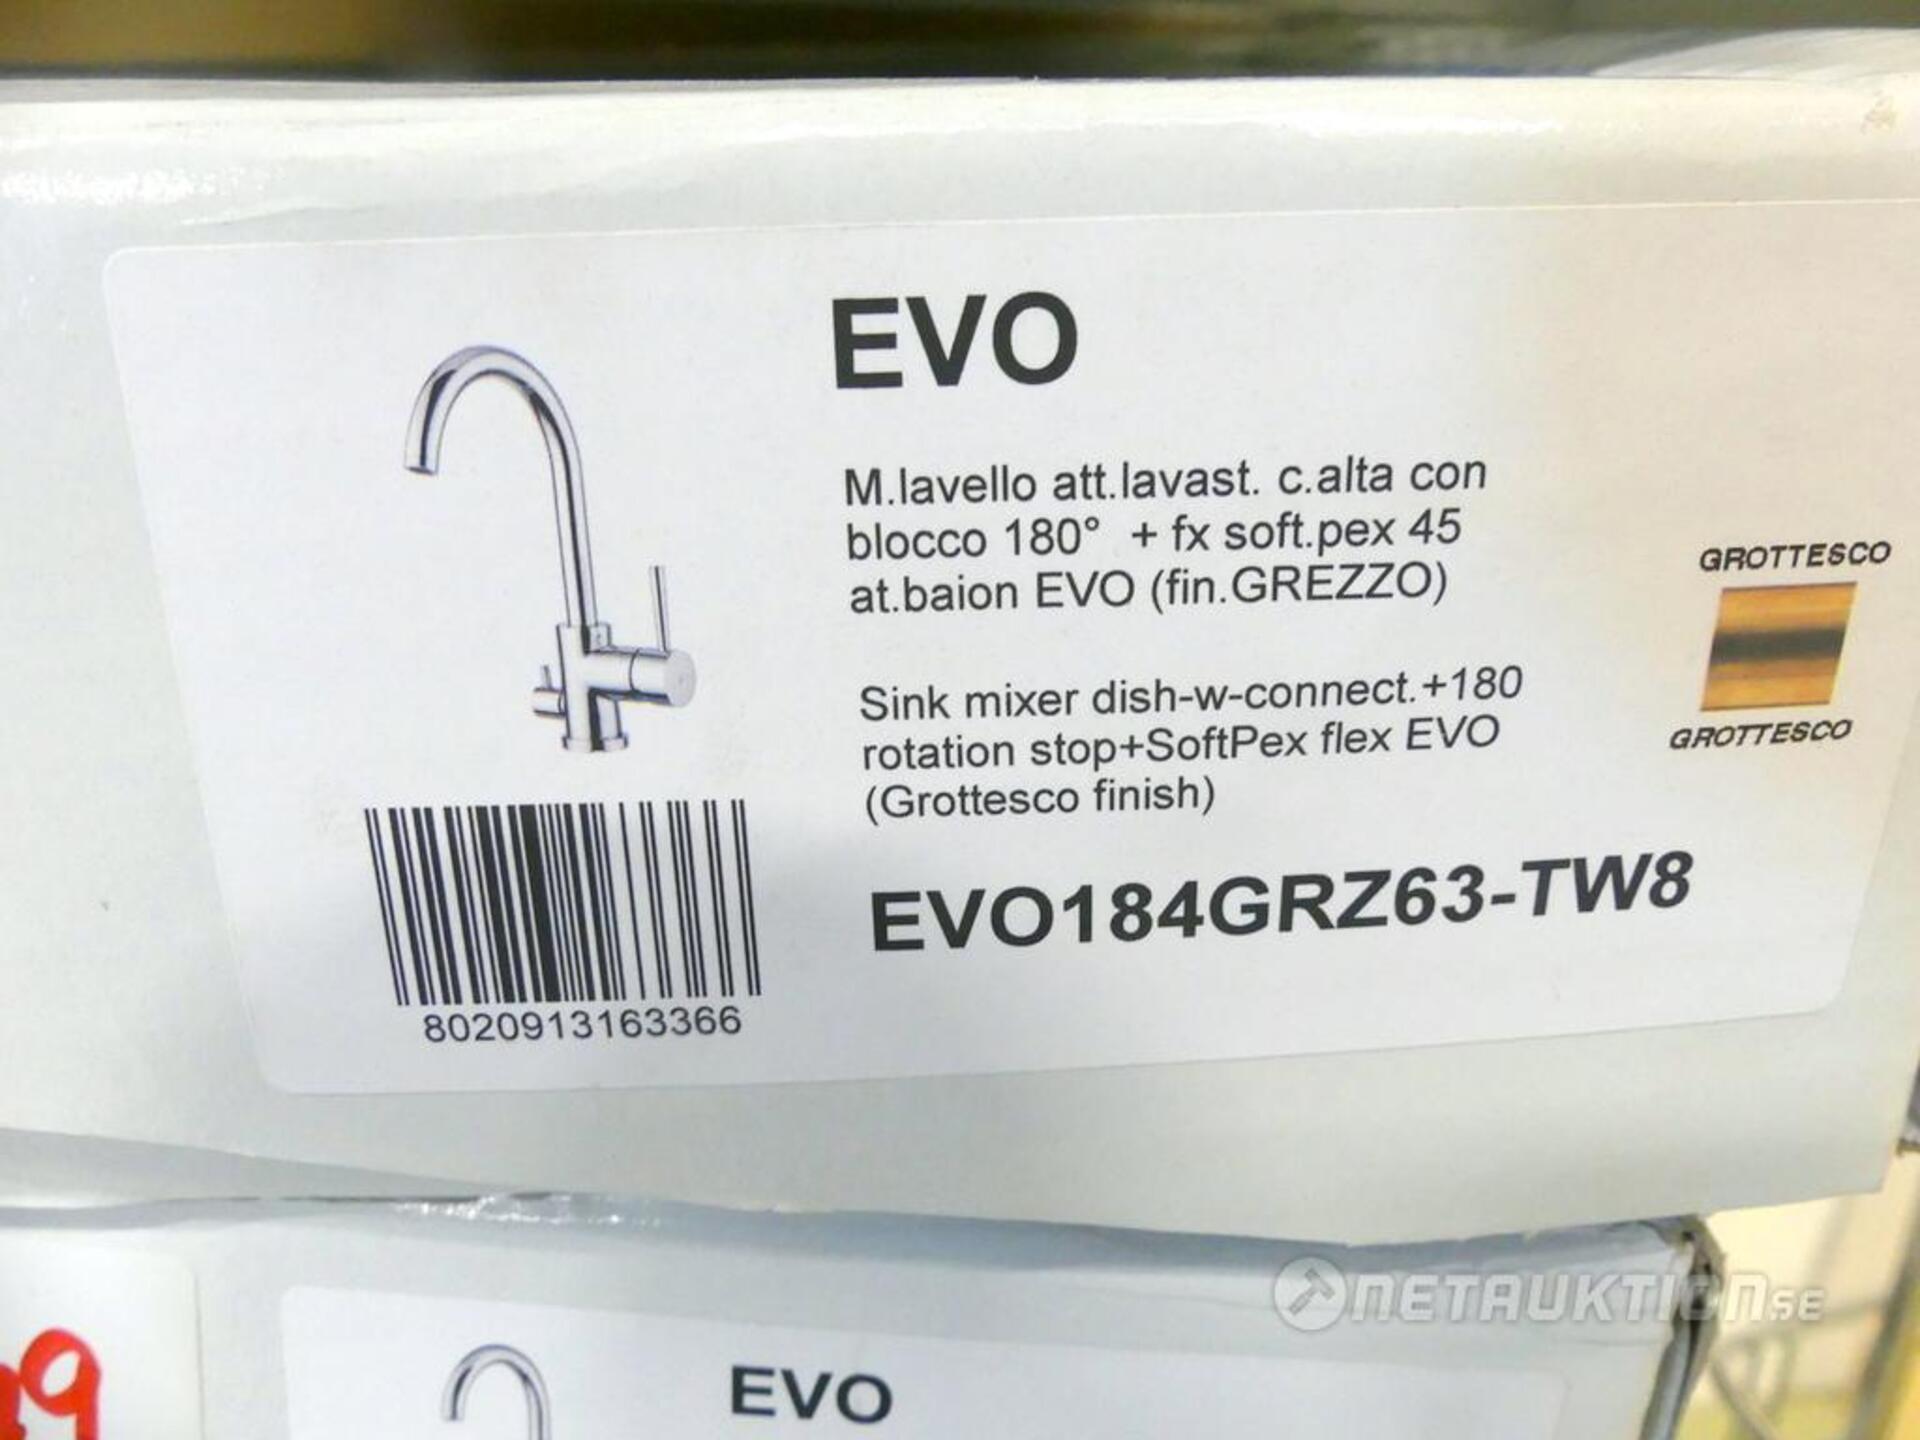 EVO
M.lavello att.lavast. c.alta con
blocco 180° + fx soft.pex 45
at.baion EVO (fin.GREZZO)
Sink mixer dish-w-connect.+180
rotation stop+SoftPex flex EVO
(Grottesco finish)
EVO184GRZ63-TW8
GROTTESCO
GROTTESCO
8020913163366
NETAUKTION.SE
9
EVO